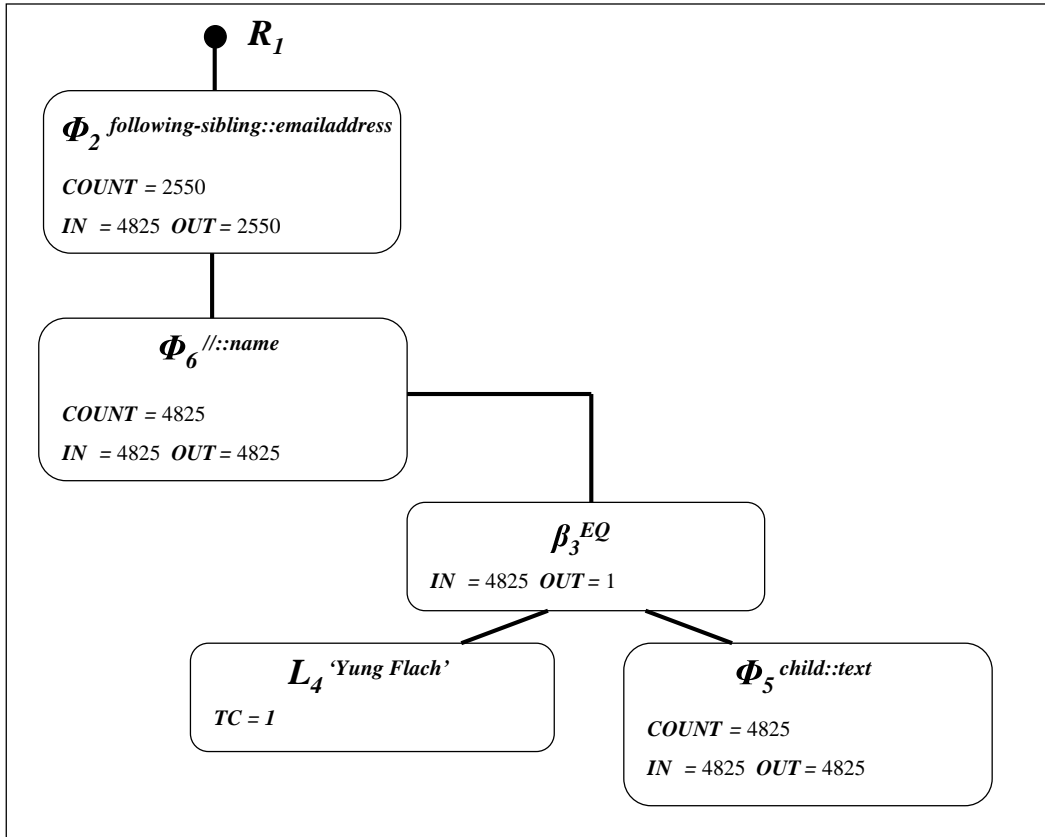 R1
Φ2 following-sibling::emailaddress
COUNT = 2550
IN = 4825 OUT = 2550
Φ6 //::name
COUNT = 4825
IN = 4825 OUT = 4825
β3 EQ
IN = 4825 OUT = 1
L4 ‘Yung Flach’
TC = 1
Φ5 child::text
COUNT = 4825
IN = 4825 OUT = 4825